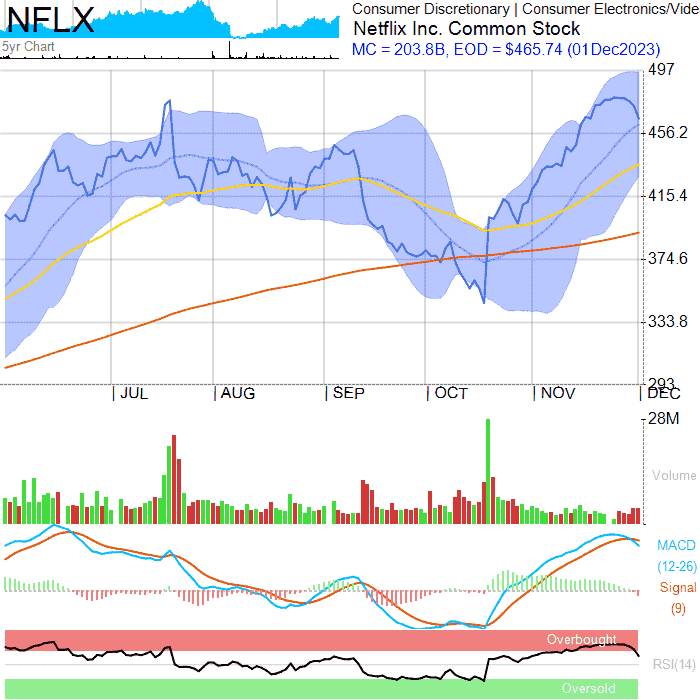 NFLX
5yr Chart
Consumer Discretionary | Consumer Electronics/Vide
Netflix Inc. Common Stock
MC = 203.8B, EOD = $465.74 (01Dec2023)
497
456.2
415.4
374.6
333.8
293
JUL
AUG
SEP
OCT
NOV
DEC
28M
Volume
MACD
(12-26)
Signal
(9)
Overbought
RSI(14)
Oversold